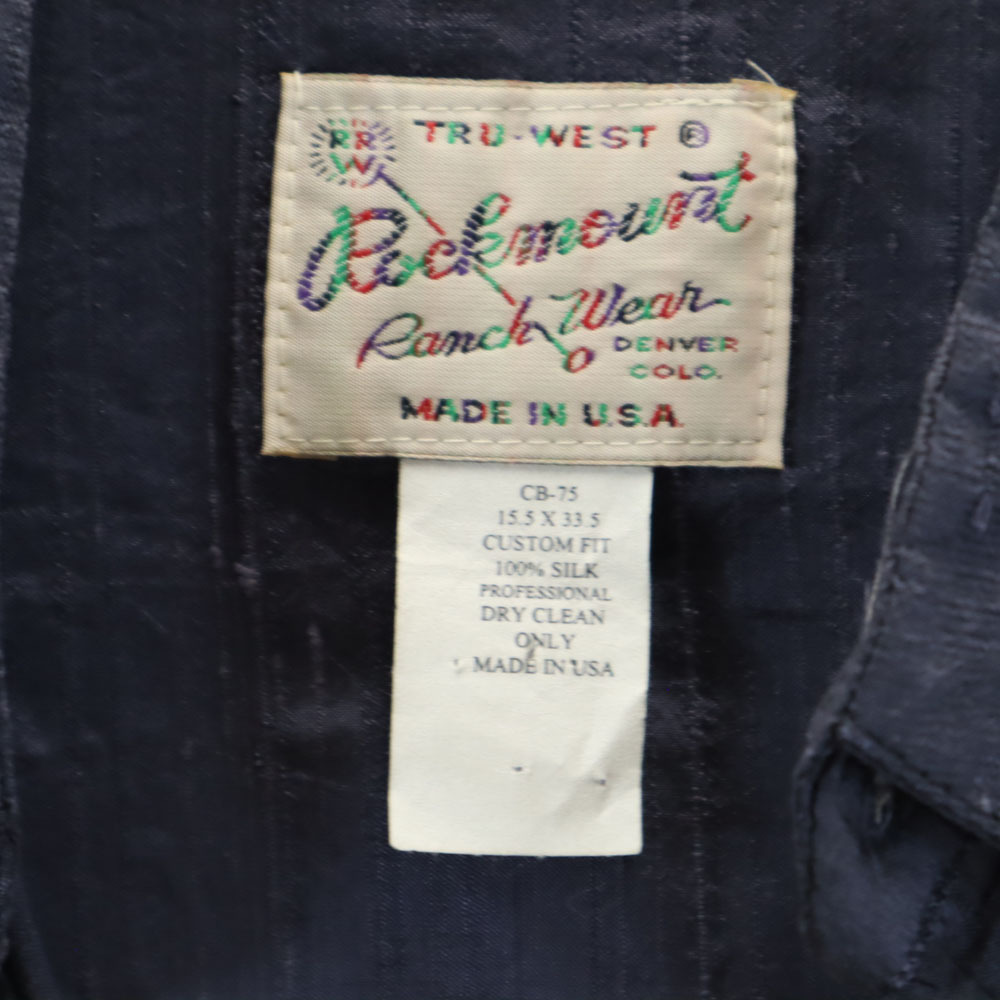 RR
W
TRU-WEST ®
Rockmount
Ranch Wear
DENVER
COLO.
MADE IN U.S.A.
CB-75
15.5 X 33.5
CUSTOM FIT
100% SILK
PROFESSIONAL
DRY CLEAN
ONLY
MADE IN USA